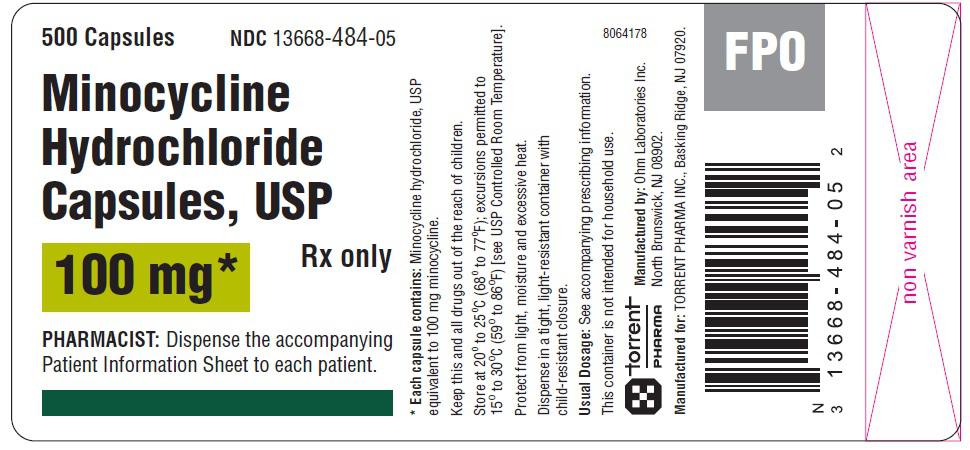 500 Capsules NDC 13668-484-05
Minocycline
Hydrochloride
Capsules, USP
100 mg*
Rx only
PHARMACIST: Dispense the accompanying
Patient Information Sheet to each patient.
* Each capsule contains: Minocycline hydrochloride, USP
equivalent to 100 mg minocycline.
Keep this and all drugs out of the reach of children.
Store at 20° to 25°C (68° to 77°F); excursions permitted to
15° to 30°C (59° to 86°F) [see USP Controlled Room Temperature].
Protect from light, moisture and excessive heat.
Dispense in a tight, light-resistant container with
child-resistant closure.
Usual Dosage: See accompanying prescribing information.
This container is not intended for household use.
8064178
torrent
PHARMA
Manufactured by: Ohm Laboratories Inc.
North Brunswick, NJ 08902.
Manufactured for: TORRENT PHARMA INC., Basking Ridge, NJ 07920.
FPO
N
3 13668-484-05 2
non varnish area